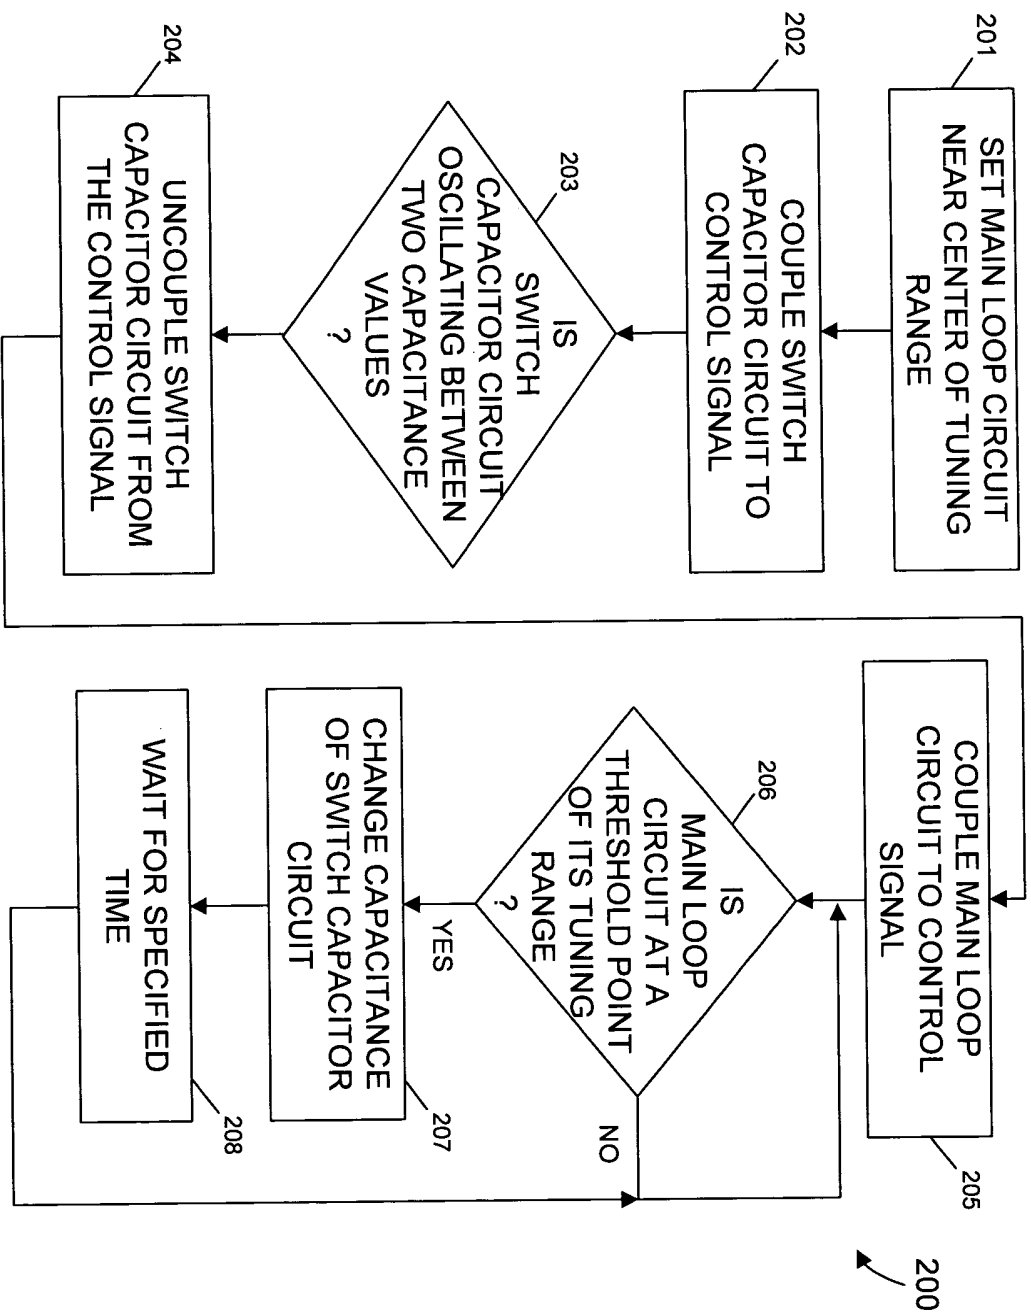 200
201
SET MAIN LOOP CIRCUIT
NEAR CENTER OF TUNING
RANGE
202
COUPLE SWITCH
CAPACITOR CIRCUIT TO
CONTROL SIGNAL
203
IS
SWITCH
CAPACITOR CIRCUIT
OSCILLATING BETWEEN
TWO CAPACITANCE
VALUES
?
204
UNCOUPLE SWITCH
CAPACITOR CIRCUIT FROM
THE CONTROL SIGNAL
COUPLE MAIN LOOP
CIRCUIT TO CONTROL
SIGNAL
205
206
IS
MAIN LOOP
CIRCUIT AT A
THRESHOLD POINT
OF ITS TUNING
RANGE
?
NO
YES
CHANGE CAPACITANCE
OF SWITCH CAPACITOR
CIRCUIT
207
WAIT FOR SPECIFIED
TIME
208